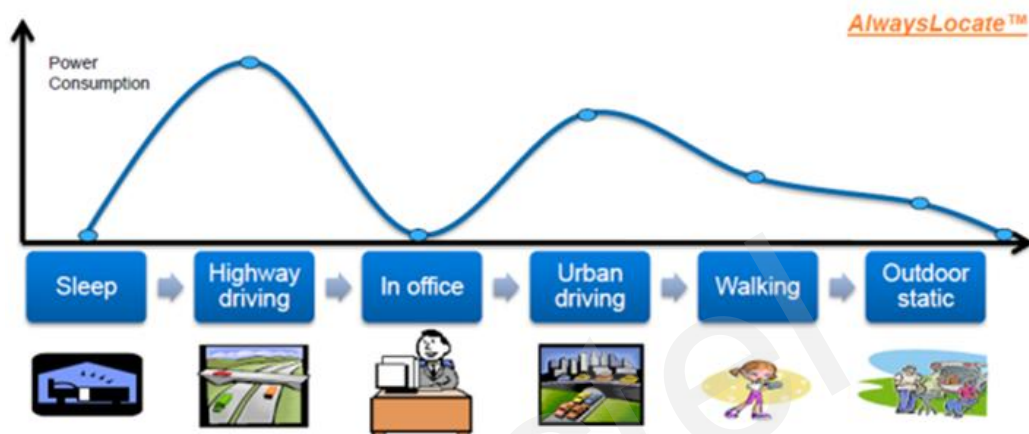 AlwaysLocate™
Power
Consumption
Sleep
Highway
driving
In office
Urban
driving
Walking
Outdoor
static